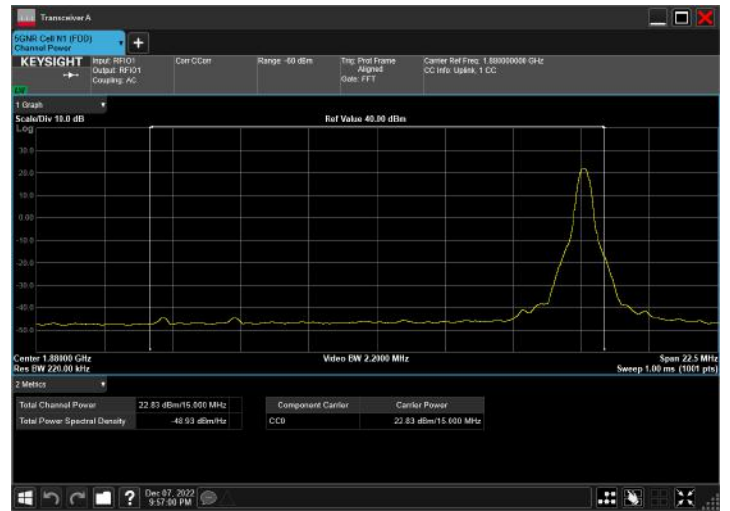 Transceiver A
5GNR Cell N1 (FDD)
Channel Power
KEYSIGHT
Input: RFIO1
Output: RFIO1
Coupling: AC
Corr CCorr
Range -60 dBm
Trig: Prot Frame
Aligned
Gate: FFT
Carrier Ref Freq: 1.880000000 GHz
CC Info: Uplink, 1 CC
1 Graph
Scale/Div 10.0 dB
Ref Value 40.00 dBm
Log
30.0
20.0
10.0
0.00
-10.0
-20.0
-30.0
-40.0
-50.0
Center 1.88000 GHz
Video BW 2.2000 MHz
Span 22.5 MHz
Res BW 220.00 kHz
Sweep 1.00 ms (1001 pts)
2 Metrics
Total Channel Power 22.83 dBm/15.000 MHz
Total Power Spectral Density -48.93 dBm/Hz
Component Carrier Carrier Power
CC0 22.83 dBm/15.000 MHz
?
Dec 07, 2022
9:57:00 PM